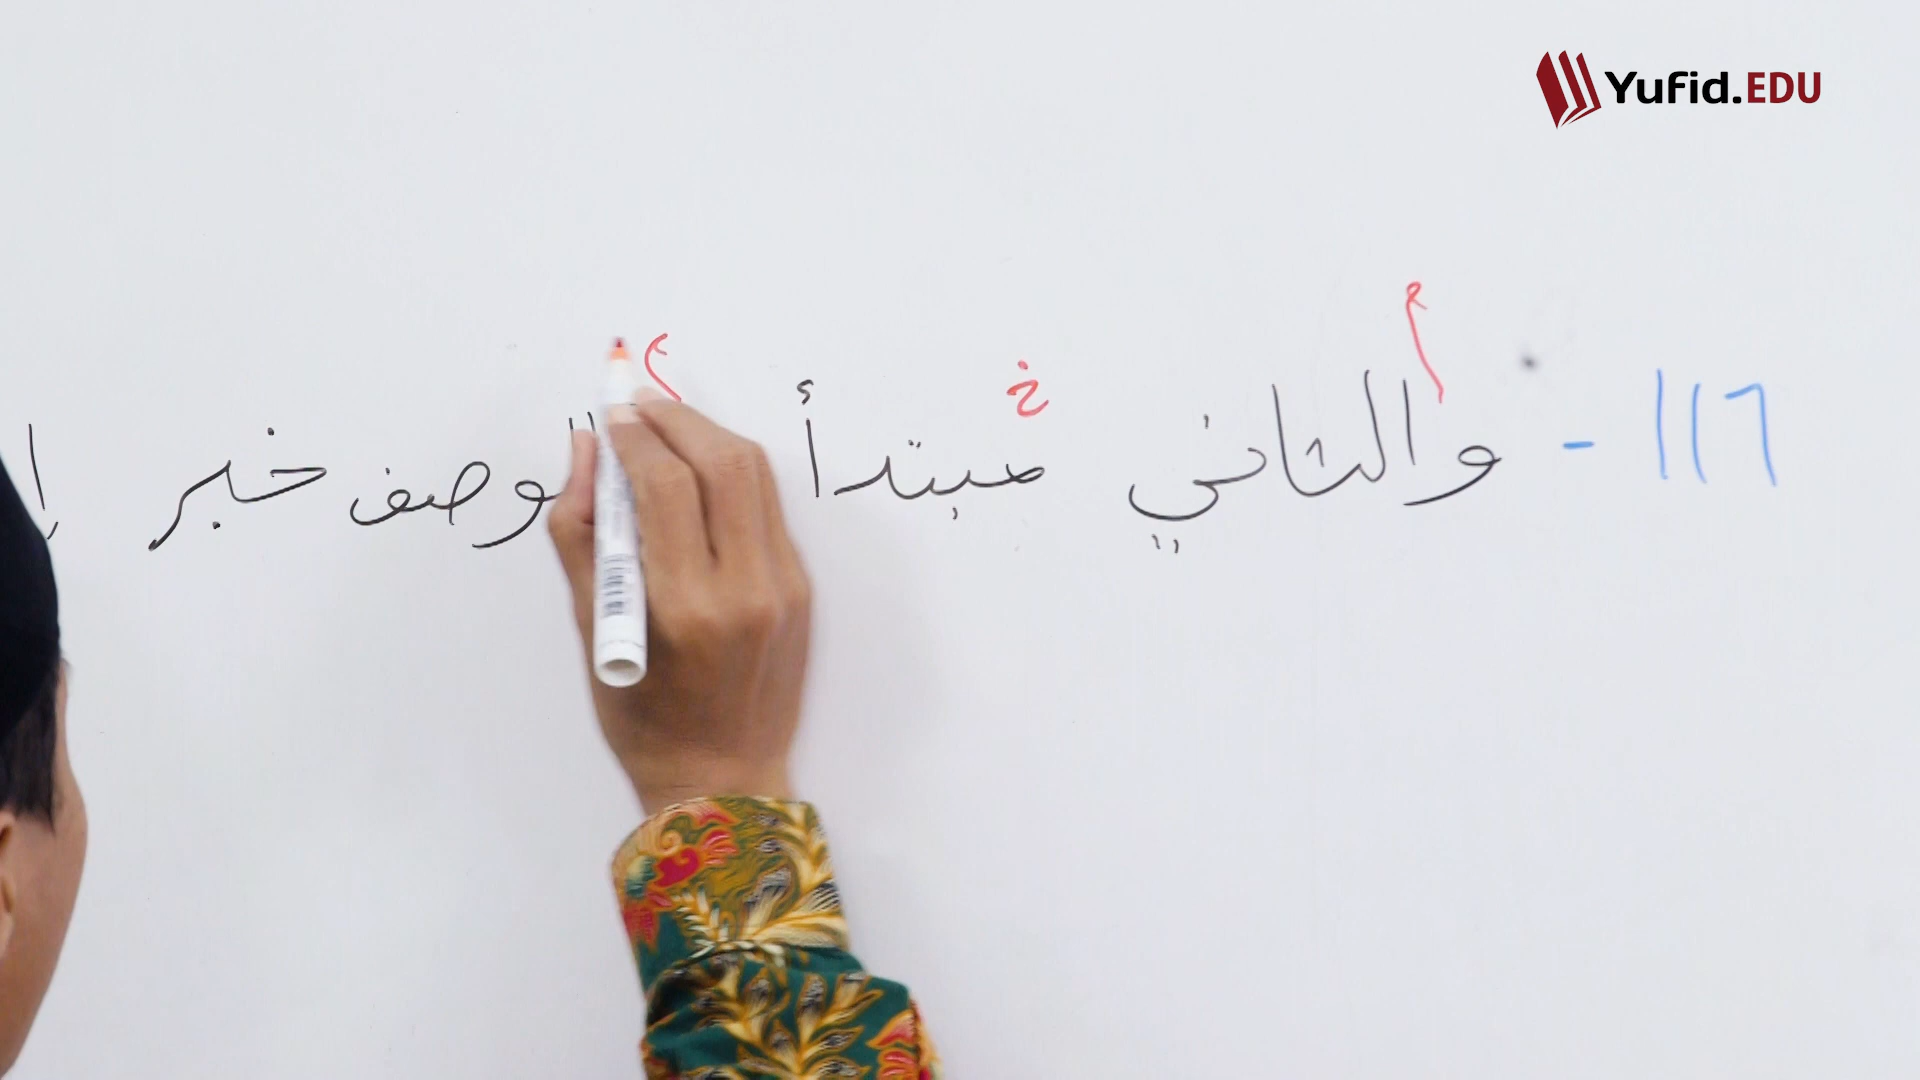 Yufid.EDU
١١٦ - والثاني مبتدأ الوصف خبر إ
م خ م